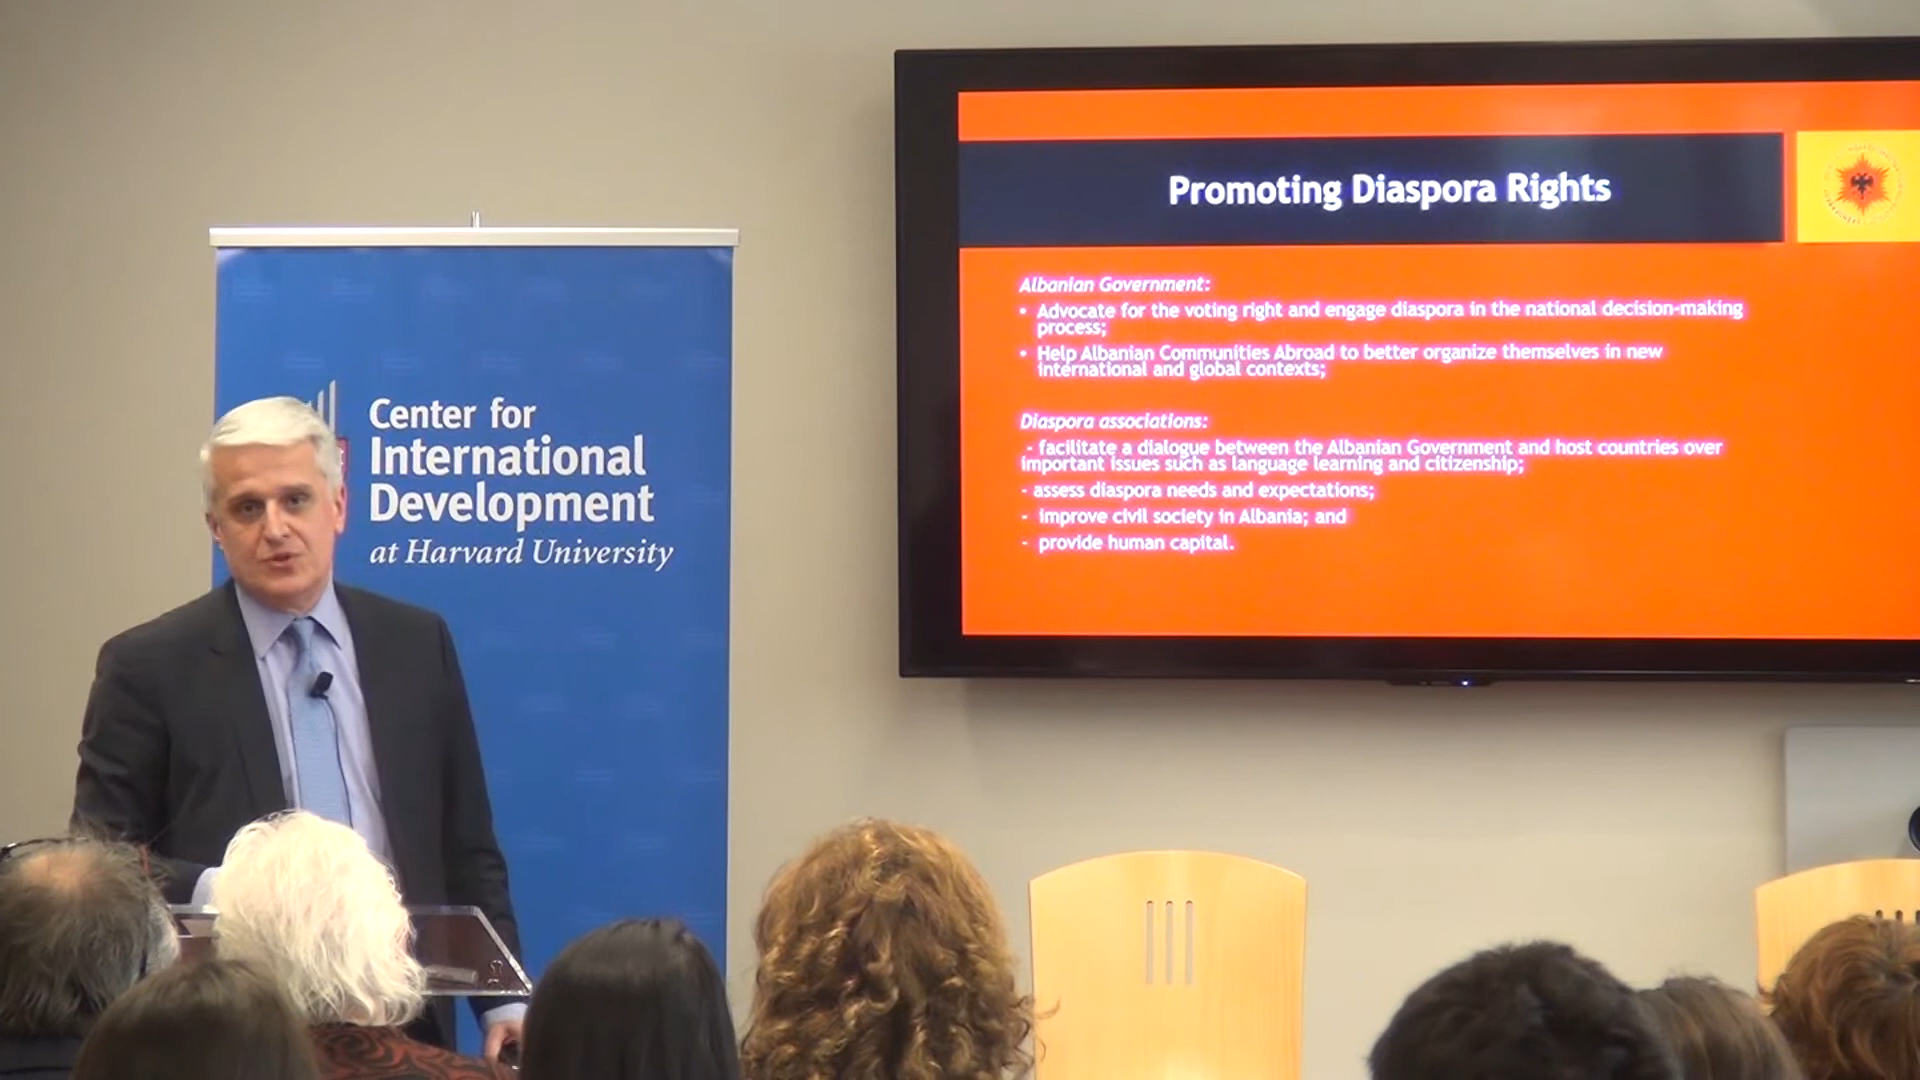 Center for
International
Development
at Harvard University
Promoting Diaspora Rights
Albanian Government:
• Advocate for the voting right and engage diaspora in the national decision-making
process;
• Help Albanian Communities Abroad to better organize themselves in new
international and global contexts;
Diaspora associations:
- facilitate a dialogue between the Albanian Government and host countries over
important issues such as language learning and citizenship;
- assess diaspora needs and expectations;
- improve civil society in Albania; and
- provide human capital.